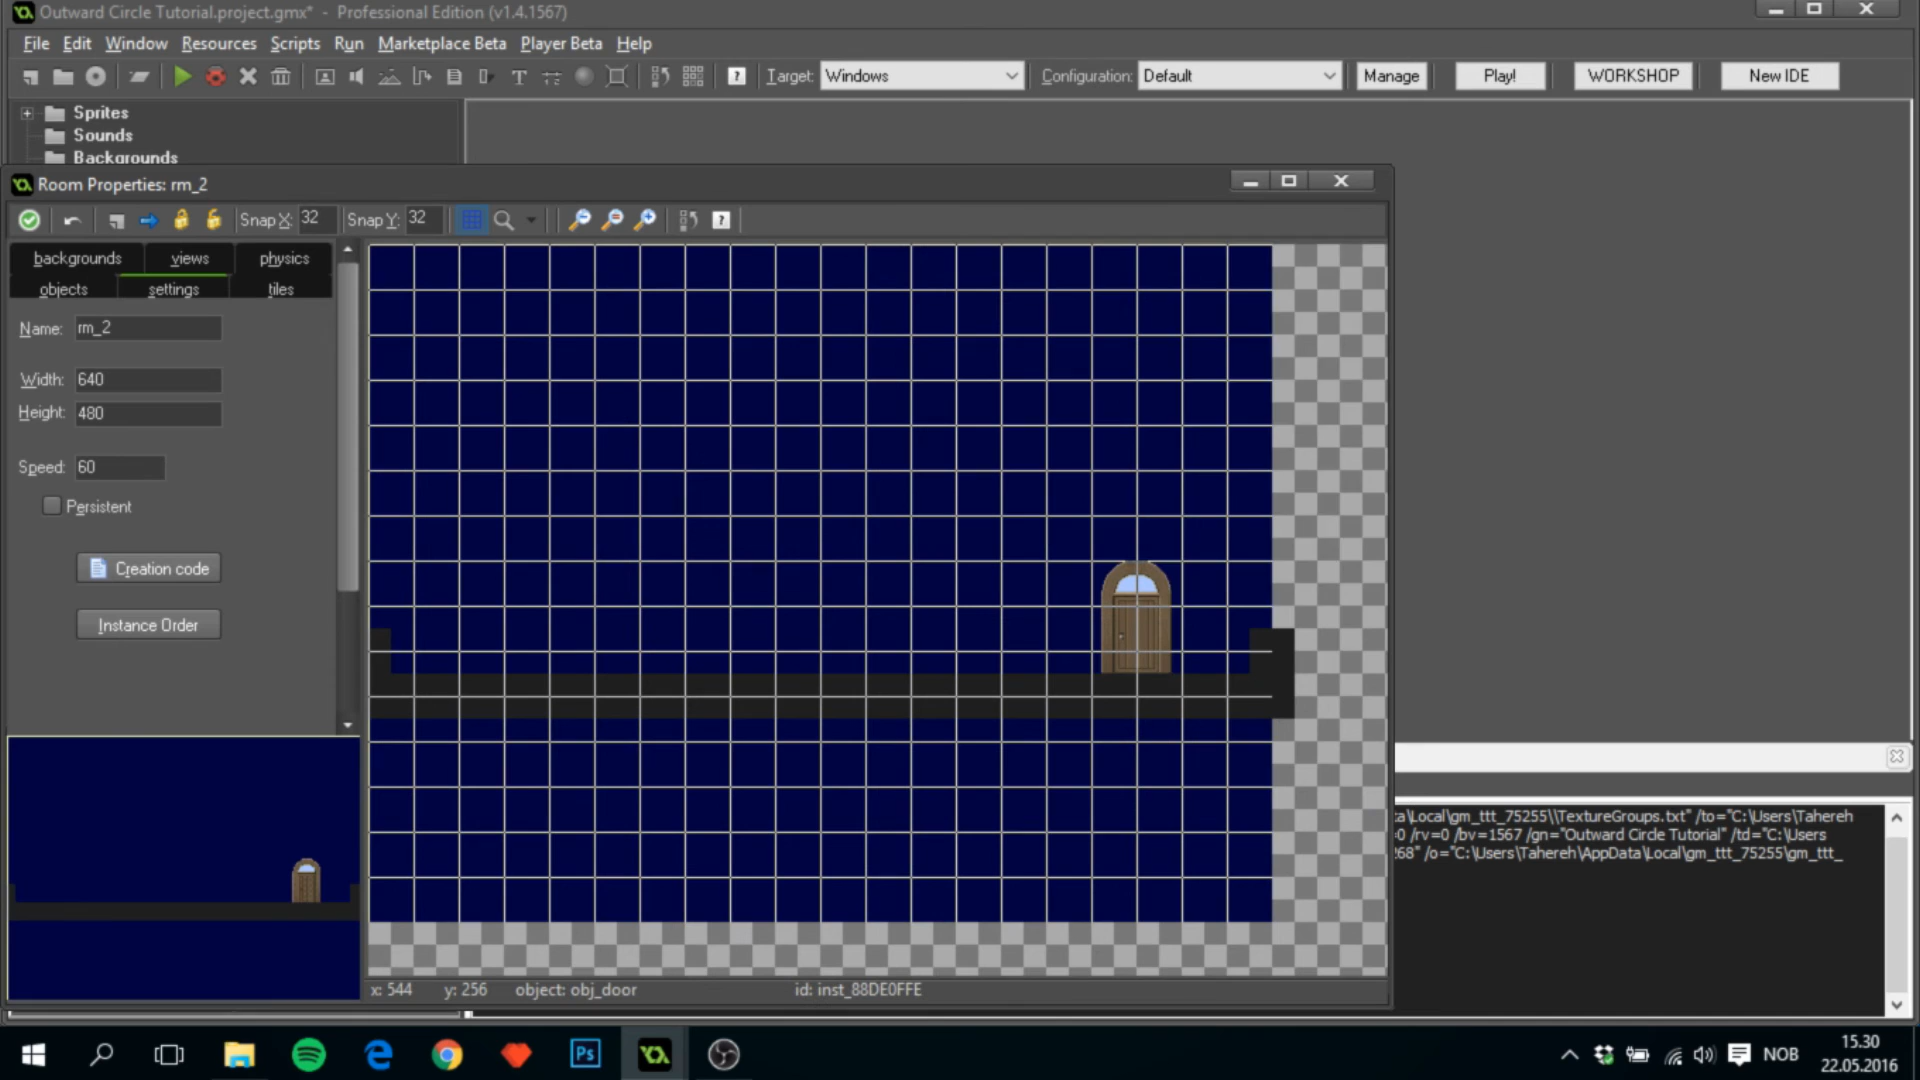 Outward Circle Tutorial.project.gmx* - Professional Edition (v1.4.1567)
File Edit Window Resources Scripts Run Marketplace Beta Player Beta Help
Target: Windows Configuration: Default Manage Play! WORKSHOP New IDE
Sprites
Sounds
Backgrounds
Room Properties: rm_2
Snap X: 32 Snap Y: 32
backgrounds views physics
objects settings tiles
Name: rm_2
Width: 640
Height: 480
Speed: 60
Persistent
Creation code
Instance Order
ta\Local\gm_ttt_75255\\TextureGroups.txt" /to="C:\Users\Tahereh
=0 /rv=0 /bv=1567 /gn="Outward Circle Tutorial" /td="C:\Users
268" /o="C:\Users\Tahereh\AppData\Local\gm_ttt_75255\gm_ttt_
x: 544 y: 256 object: obj_door id: inst_88DE0FFE
Ps
NOB
15.30
22.05.2016